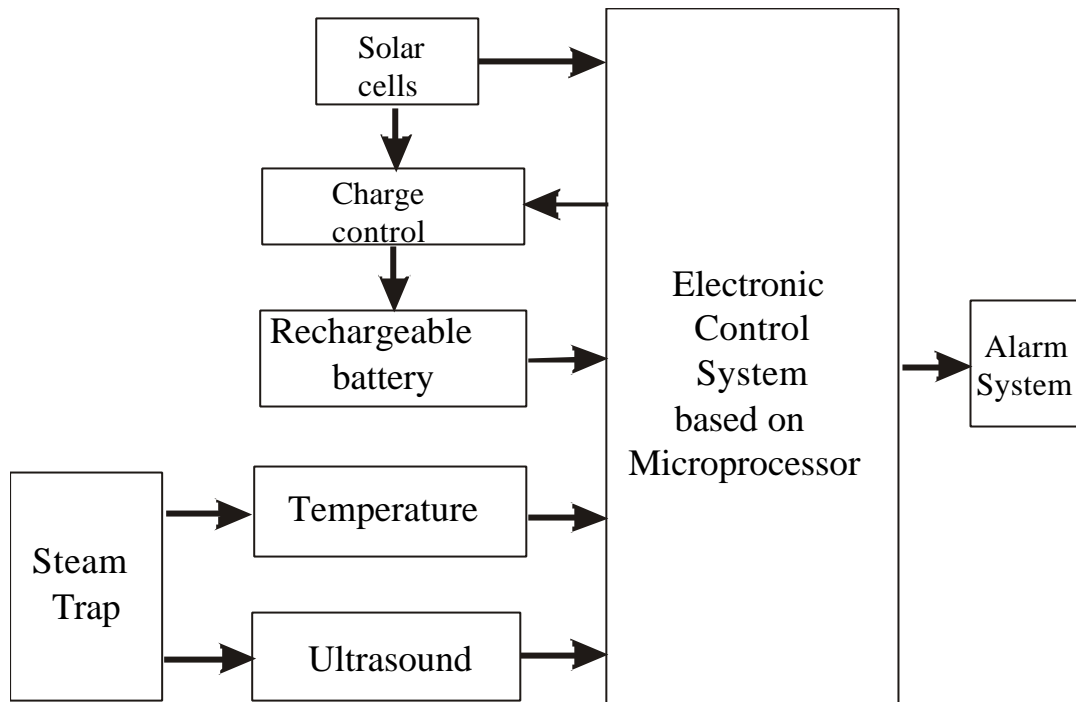 Solar
cells
Charge
control
Rechargeable
battery
Temperature
Steam
Trap
Ultrasound
Electronic
Control
System
based on
Microprocessor
Alarm
System